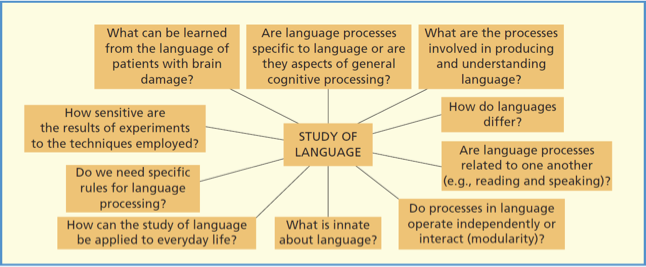 What can be learned
from the language of
patients with brain
damage?
Are language processes
specific to language or are
they aspects of general
cognitive processing?
What are the processes
involved in producing
and understanding
language?
How sensitive are
the results of experiments
to the techniques employed?
STUDY OF
LANGUAGE
How do languages
differ?
Do we need specific
rules for language
processing?
Are language processes
related to one another
(e.g., reading and speaking)?
How can the study of language
be applied to everyday life?
What is innate
about language?
Do processes in language
operate independently or
interact (modularity)?